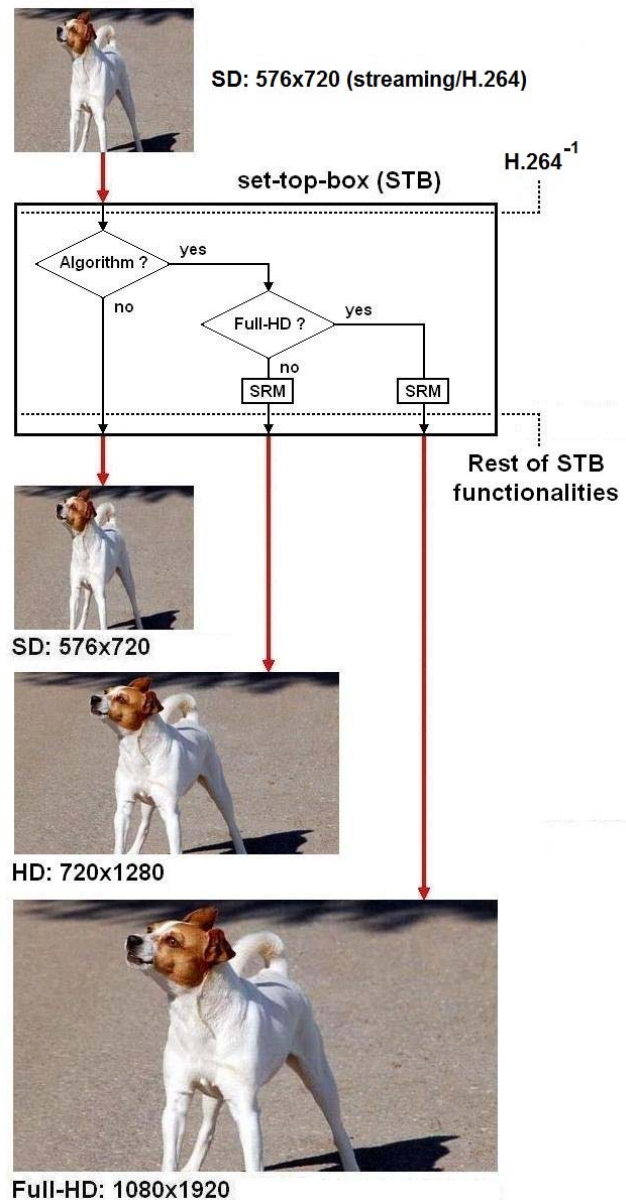 SD: 576x720 (streaming/H.264)
H.264⁻¹
set-top-box (STB)
Algorithm ?
yes
no
Full-HD ?
yes
no
SRM
SRM
Rest of STB
functionalities
SD: 576x720
HD: 720x1280
Full-HD: 1080x1920